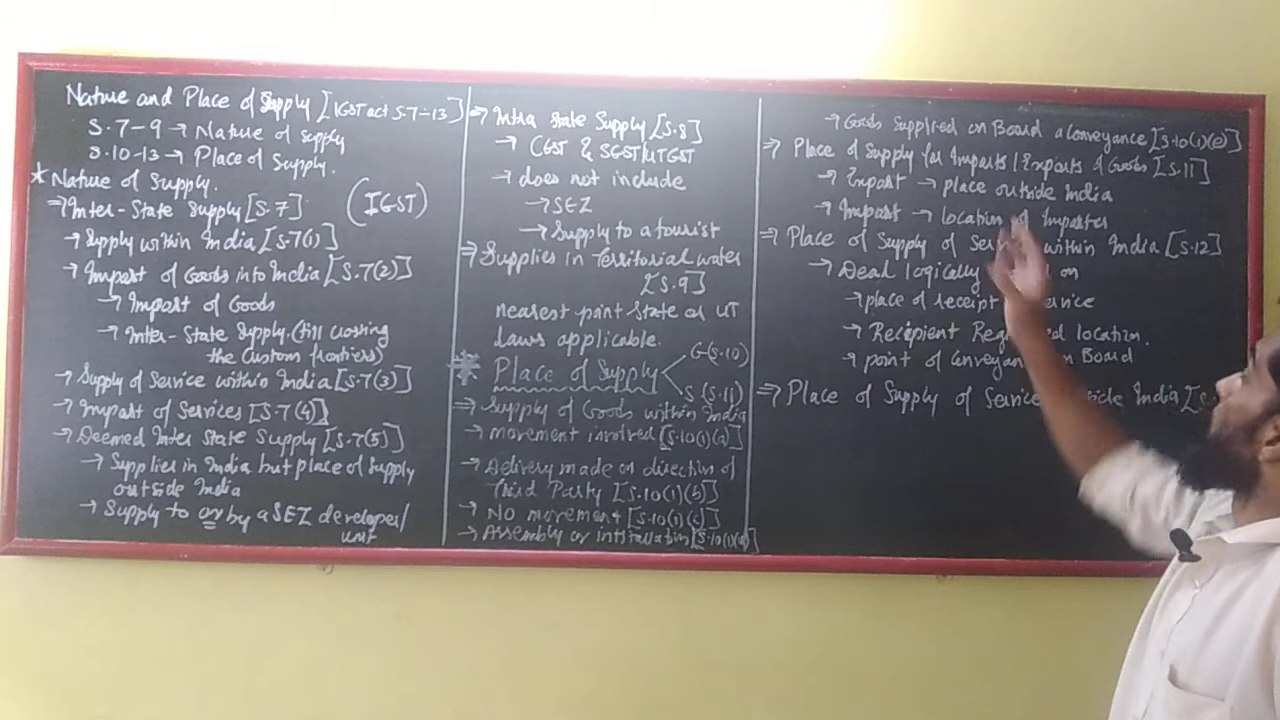 Nature and Place of Supply [IGST act S.7-13]
S.7-9 → Nature of supply
S.10-13 → Place of Supply.
* Nature of Supply.
⇒ Inter-State Supply [S.7] (IGST)
→ Supply within India [S.7(1)]
→ Import of Goods into India [S.7(2)]
→ Import of Goods
→ Inter-State Supply. (till crossing
the Custom frontiers)
→ Supply of Service within India [S.7(3)]
→ Import of Services [S.7(4)]
→ Deemed Inter State Supply [S.7(5)]
→ Supplies in India but place of supply
outside India
→ Supply to or by a SEZ developer/
unit
⇒ Intra State Supply [S.8]
→ CGST & SGST/UTGST
→ does not include
→ SEZ
→ Supply to a tourist
⇒ Supplies in Territorial water
[S.9]
nearest point State or UT
laws applicable.
* Place of Supply G (S.10)
S (S.11)
⇒ Supply of Goods within India
→ movement involved [S.10(1)(a)]
→ Delivery made on direction of
Third Party [S.10(1)(b)]
→ NO movement [S.10(1)(c)]
→ Assembly or installation [S.10(1)(d)]
→ Goods Supplied on Board a Conveyance [S.10(1)(e)]
⇒ Place of Supply for Imports/Exports of Goods [S.11]
→ Export → place outside India
→ Import → location of Importer
⇒ Place of Supply of within India [S.12]
→ Dead logically on
→ place of receipt
→ Recipient location.
→ point of on Board
⇒ Place of Supply of Service India [S.